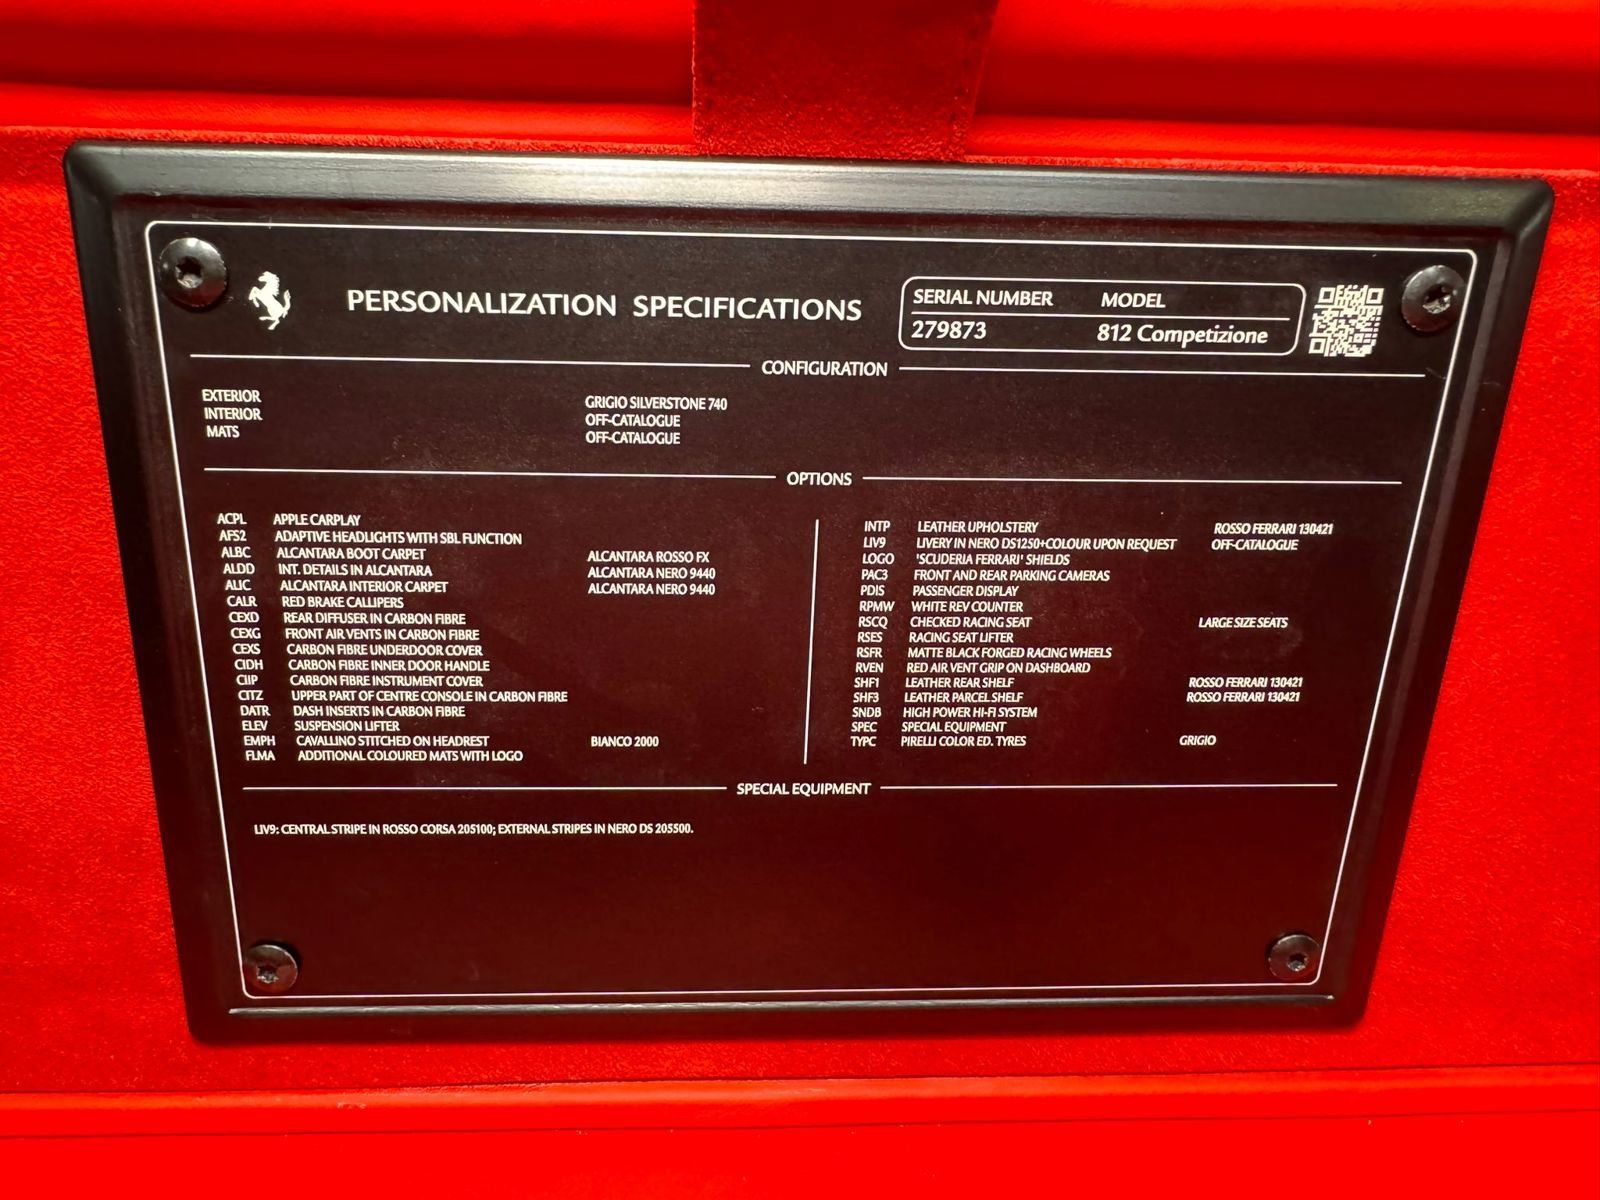 PERSONALIZATION SPECIFICATIONS
SERIAL NUMBER MODEL
279873 812 Competizione
CONFIGURATION
EXTERIOR GRIGIO SILVERSTONE 740
INTERIOR OFF-CATALOGUE
MATS OFF-CATALOGUE
OPTIONS
ACPL APPLE CARPLAY
AFS2 ADAPTIVE HEADLIGHTS WITH SBL FUNCTION
ALBC ALCANTARA BOOT CARPET ALCANTARA ROSSO FX
ALDD INT. DETAILS IN ALCANTARA ALCANTARA NERO 9440
ALIC ALCANTARA INTERIOR CARPET ALCANTARA NERO 9440
CALR RED BRAKE CALLIPERS
CEXD REAR DIFFUSER IN CARBON FIBRE
CEXG FRONT AIR VENTS IN CARBON FIBRE
CEXS CARBON FIBRE UNDERDOOR COVER
CIDH CARBON FIBRE INNER DOOR HANDLE
CIIP CARBON FIBRE INSTRUMENT COVER
CITZ UPPER PART OF CENTRE CONSOLE IN CARBON FIBRE
DATR DASH INSERTS IN CARBON FIBRE
ELEV SUSPENSION LIFTER
EMPH CAVALLINO STITCHED ON HEADREST BIANCO 2000
FLMA ADDITIONAL COLOURED MATS WITH LOGO
INTP LEATHER UPHOLSTERY ROSSO FERRARI 130421
LIV9 LIVERY IN NERO DS1250+COLOUR UPON REQUEST OFF-CATALOGUE
LOGO 'SCUDERIA FERRARI' SHIELDS
PAC3 FRONT AND REAR PARKING CAMERAS
PDIS PASSENGER DISPLAY
RPMW WHITE REV COUNTER
RSCQ CHECKED RACING SEAT LARGE SIZE SEATS
RSES RACING SEAT LIFTER
RSFR MATTE BLACK FORGED RACING WHEELS
RVEN RED AIR VENT GRIP ON DASHBOARD
SHF1 LEATHER REAR SHELF ROSSO FERRARI 130421
SHF3 LEATHER PARCEL SHELF ROSSO FERRARI 130421
SNDB HIGH POWER HI-FI SYSTEM
SPEC SPECIAL EQUIPMENT
TYPC PIRELLI COLOR ED. TYRES GRIGIO
SPECIAL EQUIPMENT
LIV9: CENTRAL STRIPE IN ROSSO CORSA 205100; EXTERNAL STRIPES IN NERO DS 205500.